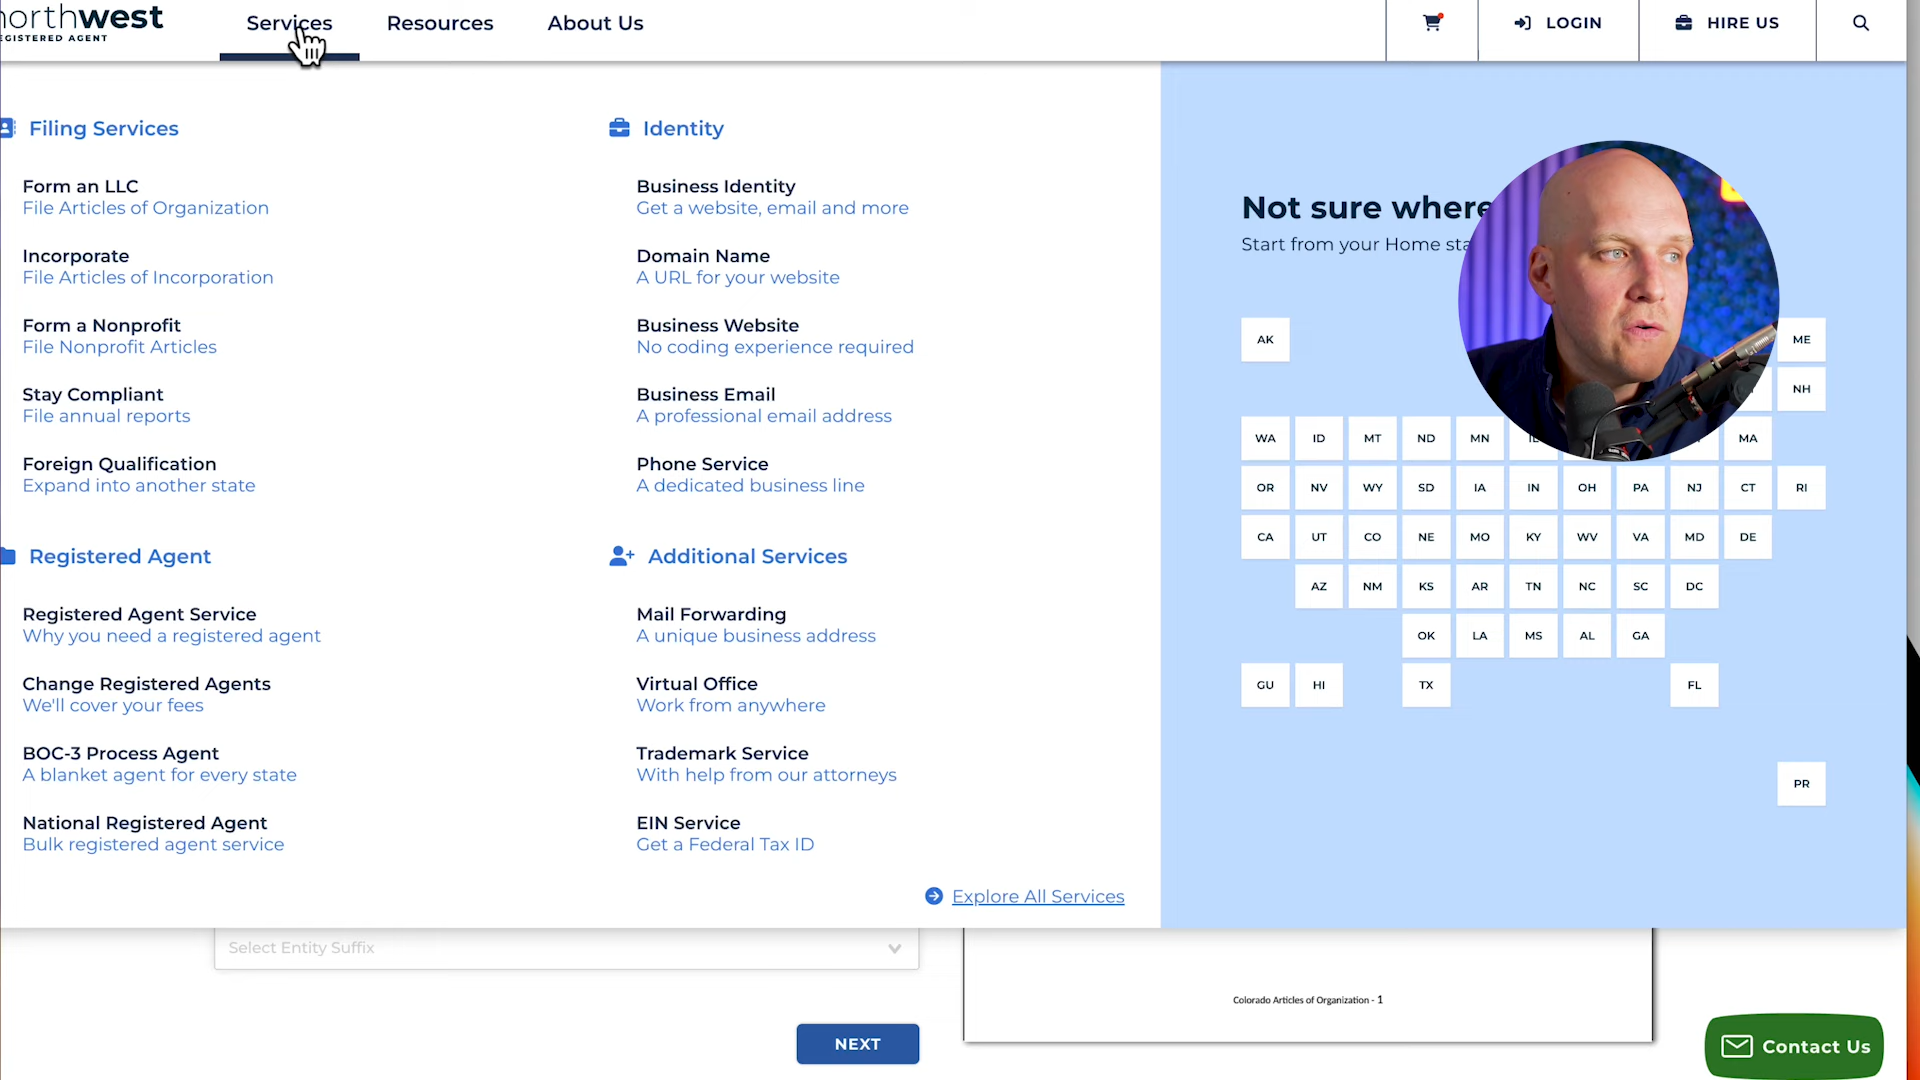 northwest
REGISTERED AGENT
Services
Resources
About Us
LOGIN
HIRE US
Filing Services
Form an LLC
File Articles of Organization
Incorporate
File Articles of Incorporation
Form a Nonprofit
File Nonprofit Articles
Stay Compliant
File annual reports
Foreign Qualification
Expand into another state
Registered Agent
Registered Agent Service
Why you need a registered agent
Change Registered Agents
We'll cover your fees
BOC-3 Process Agent
A blanket agent for every state
National Registered Agent
Bulk registered agent service
Identity
Business Identity
Get a website, email and more
Domain Name
A URL for your website
Business Website
No coding experience required
Business Email
A professional email address
Phone Service
A dedicated business line
Additional Services
Mail Forwarding
A unique business address
Virtual Office
Work from anywhere
Trademark Service
With help from our attorneys
EIN Service
Get a Federal Tax ID
Explore All Services
Not sure where
Start from your Home
AK ME
NH
WA ID MT ND MN MA
OR NV WY SD IA IN OH PA NJ CT RI
CA UT CO NE MO KY WV VA MD DE
AZ NM KS AR TN NC SC DC
OK LA MS AL GA
GU HI TX FL
PR
Select Entity Suffix
NEXT
Colorado Articles of Organization - 1
Contact Us